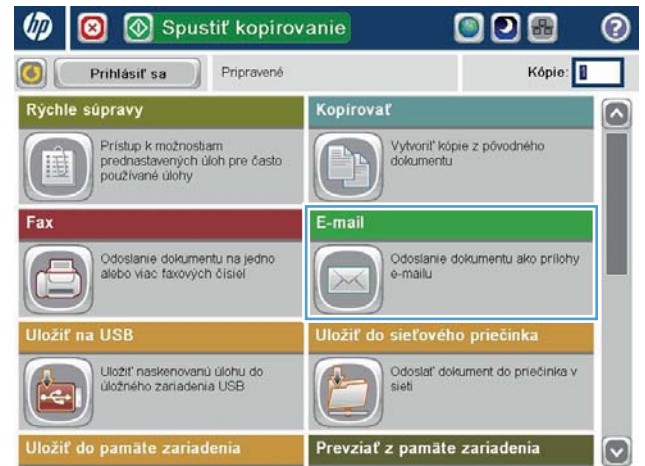 hp
Spustiť kopírovanie
?
Prihlásiť sa
Pripravené
Kópie: 1
Rýchle súpravy
Prístup k možnostiam
prednastavených úloh pre často
používané úlohy
Kopírovať
Vytvoriť kópie z pôvodného
dokumentu
Fax
Odoslanie dokumentu na jedno
alebo viac faxových čísiel
E-mail
Odoslanie dokumentu ako prílohy
e-mailu
Uložiť na USB
Uložiť naskenovanú úlohu do
úložného zariadenia USB
Uložiť do sieťového priečinka
Odoslať dokument do priečinka v
sieti
Uložiť do pamäte zariadenia
Prevziať z pamäte zariadenia